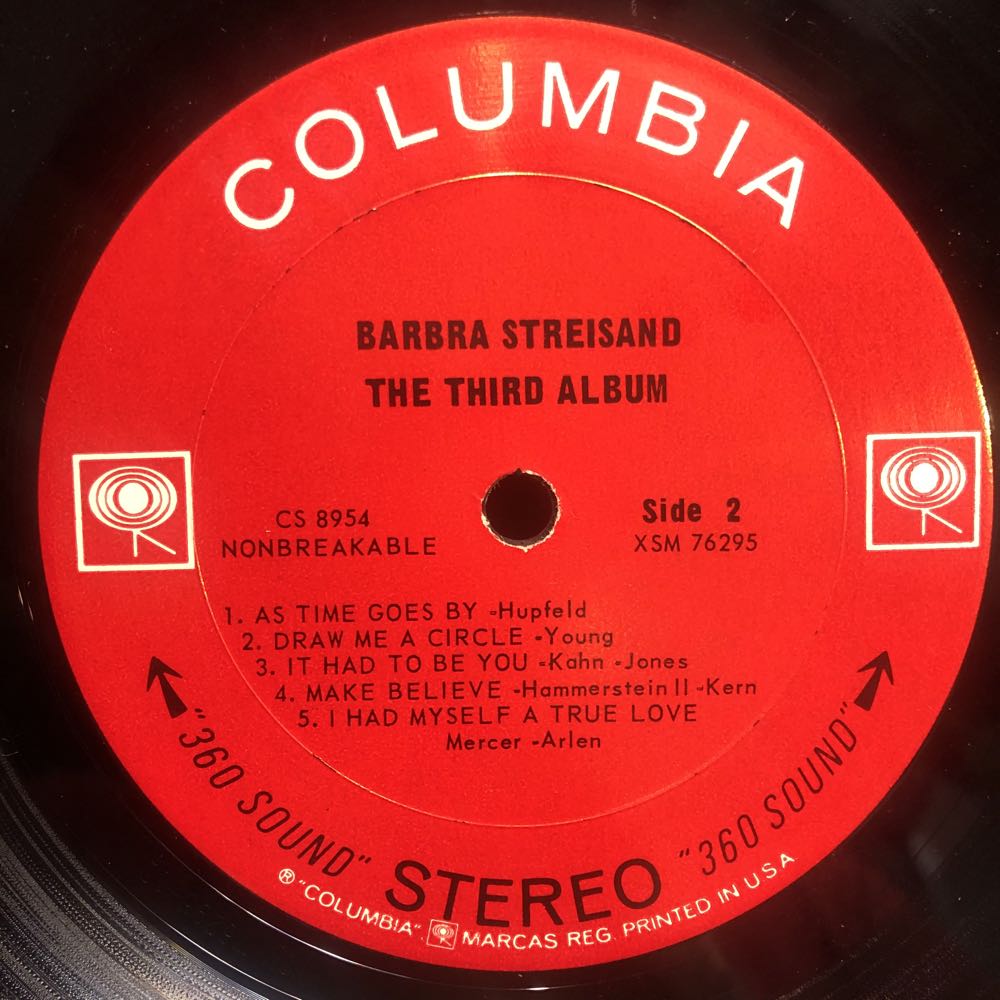 COLUMBIA
BARBRA STREISAND
THE THIRD ALBUM
CS 8954
NONBREAKABLE
Side 2
XSM 76295
1. AS TIME GOES BY -Hupfeld
2. DRAW ME A CIRCLE -Young
3. IT HAD TO BE YOU -Kahn -Jones
4. MAKE BELIEVE -Hammerstein II -Kern
5. I HAD MYSELF A TRUE LOVE
Mercer -Arlen
"360 SOUND" STEREO "360 SOUND"
® "COLUMBIA", MARCAS REG. PRINTED IN U.S.A